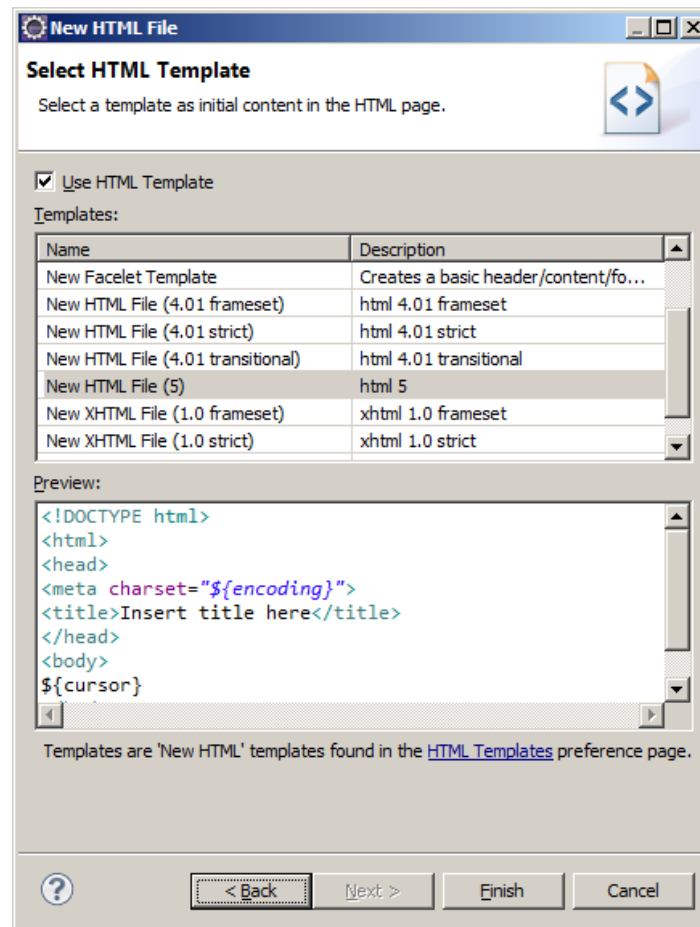 New HTML File
Select HTML Template
Select a template as initial content in the HTML page.
Use HTML Template
Templates:
Name Description
New Facelet Template Creates a basic header/content/fo...
New HTML File (4.01 frameset) html 4.01 frameset
New HTML File (4.01 strict) html 4.01 strict
New HTML File (4.01 transitional) html 4.01 transitional
New HTML File (5) html 5
New XHTML File (1.0 frameset) xhtml 1.0 frameset
New XHTML File (1.0 strict) xhtml 1.0 strict
Preview:
<!DOCTYPE html>
<html>
<head>
<meta charset="${encoding}">
<title>Insert title here</title>
</head>
<body>
${cursor}
Templates are 'New HTML' templates found in the HTML Templates preference page.
? < Back Next > Finish Cancel